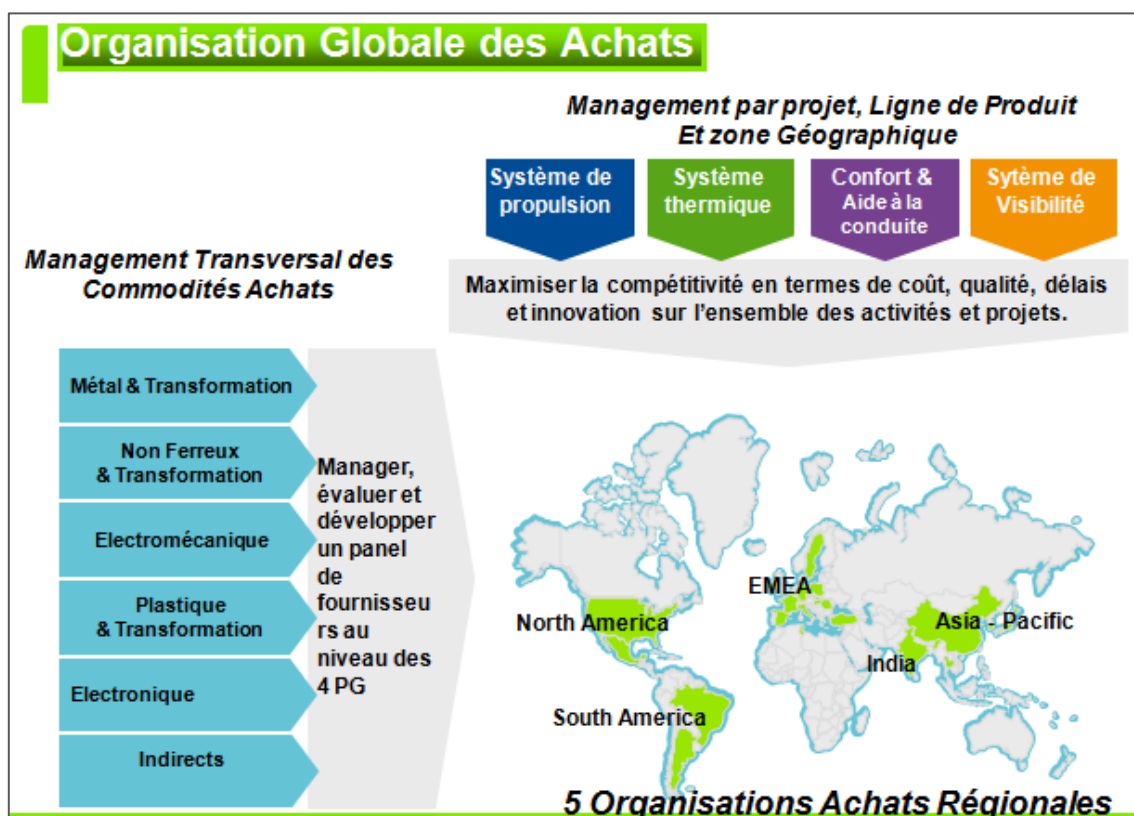 Organisation Globale des Achats
Management par projet, Ligne de Produit
Et zone Géographique
Système de
propulsion
Système
thermique
Confort &
Aide à la
conduite
Sytème de
Visibilité
Maximiser la compétitivité en termes de coût, qualité, délais
et innovation sur l'ensemble des activités et projets.
Management Transversal des
Commodités Achats
Métal & Transformation
Non Ferreux
& Transformation
Electromécanique
Plastique
& Transformation
Electronique
Indirects
Manager,
évaluer et
développer
un panel
de
fournisseu
rs au
niveau des
4 PG
EMEA
North America
Asia - Pacific
India
South America
5 Organisations Achats Régionales